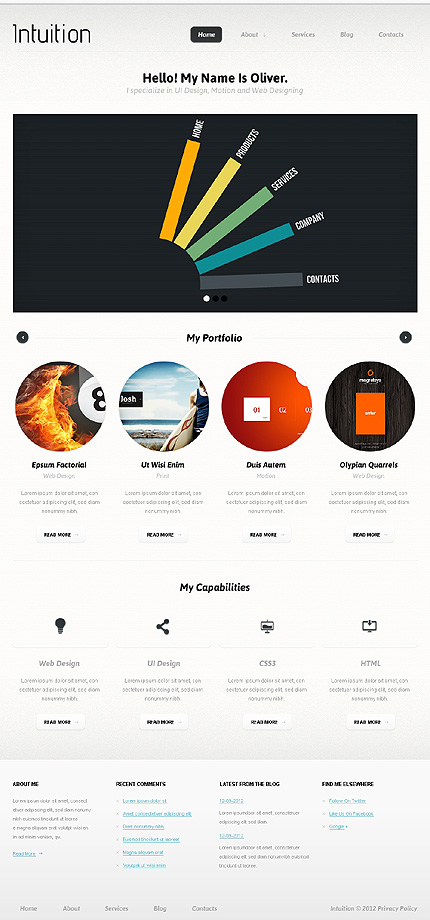 Intuition
Home About Services Blog Contacts
Hello! My Name Is Oliver.
I specialize in UI Design, Motion and Web Designing
HOME
PRODUCTS
SERVICES
COMPANY
CONTACTS
My Portfolio
8
Josh
01 02 03
magnetoys
enter
Epsum Factorial Ut Wisi Enim Duis Autem Olypian Quarrels
Web Design Print Motion Web Design
Lorem ipsum dolor sit amet, con Lorem ipsum dolor sit amet, con Lorem ipsum dolor sit amet, con Lorem ipsum dolor sit amet, con
sectetuer adipiscing elit, sed diam sectetuer adipiscing elit, sed diam sectetuer adipiscing elit, sed diam sectetuer adipiscing elit, sed diam
nonummy nibh. nonummy nibh. nonummy nibh. nonummy nibh.
READ MORE → READ MORE → READ MORE → READ MORE →
My Capabilities
Web Design UI Design CSS3 HTML
Lorem ipsum dolor sit amet, con Lorem ipsum dolor sit amet, con Lorem ipsum dolor sit amet, con Lorem ipsum dolor sit amet, con
sectetuer adipiscing elit, sed diam sectetuer adipiscing elit, sed diam sectetuer adipiscing elit, sed diam sectetuer adipiscing elit, sed diam
nonummy nibh. nonummy nibh. nonummy nibh. nonummy nibh.
READ MORE → READ MORE → READ MORE → READ MORE →
ABOUT ME
Lorem ipsum dolor sit amet, consect
etuer adipiscing elit, sed diam nonummy
nibh euismod tincidunt ut laoree
e magna aliquam erat volutpat wisi en
im ad minim veniam, qu.
Read More →
RECENT COMMENTS
Lorem ipsum dolor sit
Amet consectetuer adipiscing elit
Diam nonummy nibh
Euismod tincidunt ut laoreet
Magna aliquam erat
Volutpat ut wisi enim
LATEST FROM THE BLOG
12-09-2012
Lorem ipsum dolor sit amet, consectetuer
adipiscing elit sed diam
12-09-2012
Lorem ipsum dolor sit amet, consectetuer
adipiscing elit, sed diam nonummy nibh euismod
tincidunt ut laoreet.
FIND ME ELSEWHERE
Follow On Twitter
Like Us On Facebook
Google +
Home About Services Blog Contacts Intuition © 2012 Privacy Policy